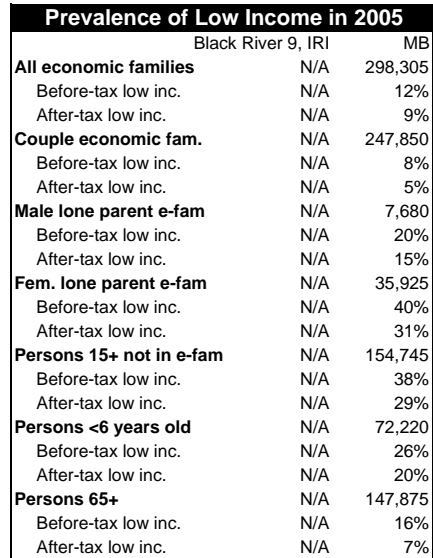 Prevalence of Low Income in 2005
Black River 9, IRI MB
All economic families N/A 298,305
Before-tax low inc. N/A 12%
After-tax low inc. N/A 9%
Couple economic fam. N/A 247,850
Before-tax low inc. N/A 8%
After-tax low inc. N/A 5%
Male lone parent e-fam N/A 7,680
Before-tax low inc. N/A 20%
After-tax low inc. N/A 15%
Fem. lone parent e-fam N/A 35,925
Before-tax low inc. N/A 40%
After-tax low inc. N/A 31%
Persons 15+ not in e-fam N/A 154,745
Before-tax low inc. N/A 38%
After-tax low inc. N/A 29%
Persons <6 years old N/A 72,220
Before-tax low inc. N/A 26%
After-tax low inc. N/A 20%
Persons 65+ N/A 147,875
Before-tax low inc. N/A 16%
After-tax low inc. N/A 7%